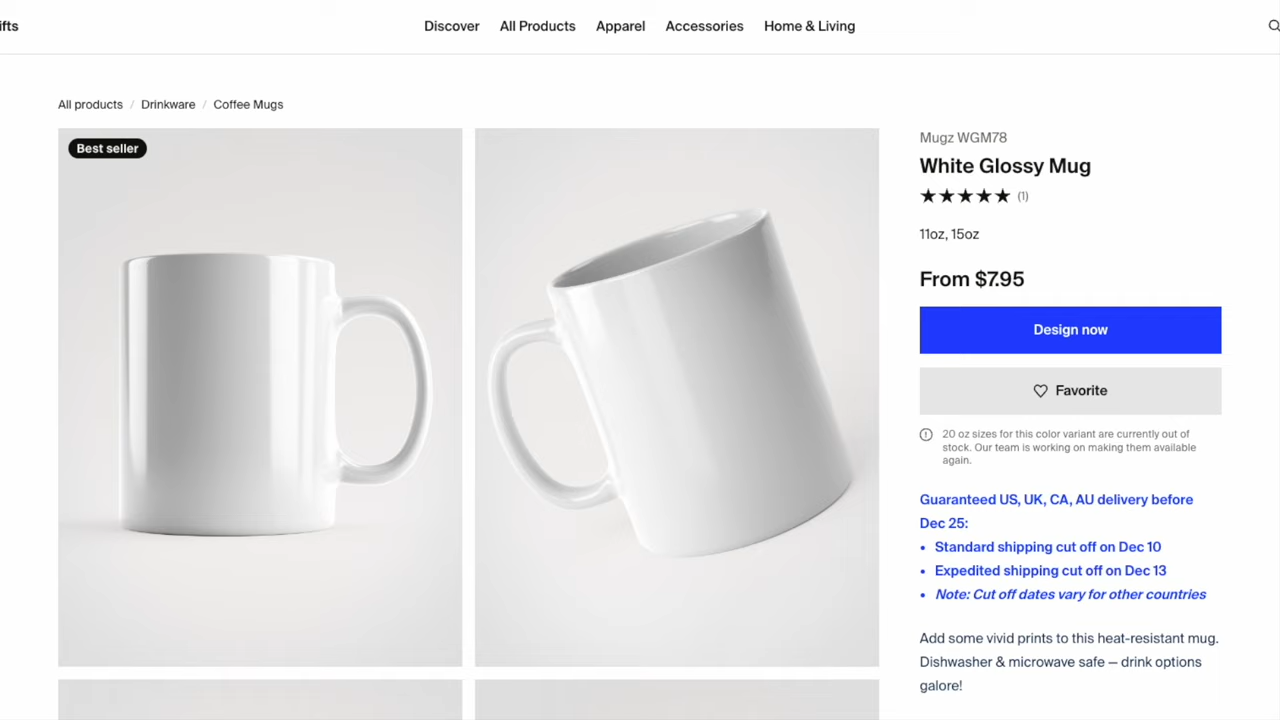 ifts
Discover All Products Apparel Accessories Home & Living
All products / Drinkware / Coffee Mugs
Best seller
Mugz WGM78
White Glossy Mug
(1)
11oz, 15oz
From $7.95
Design now
Favorite
20 oz sizes for this color variant are currently out of
stock. Our team is working on making them available
again.
Guaranteed US, UK, CA, AU delivery before
Dec 25:
• Standard shipping cut off on Dec 10
• Expedited shipping cut off on Dec 13
• Note: Cut off dates vary for other countries
Add some vivid prints to this heat-resistant mug.
Dishwasher & microwave safe — drink options
galore!